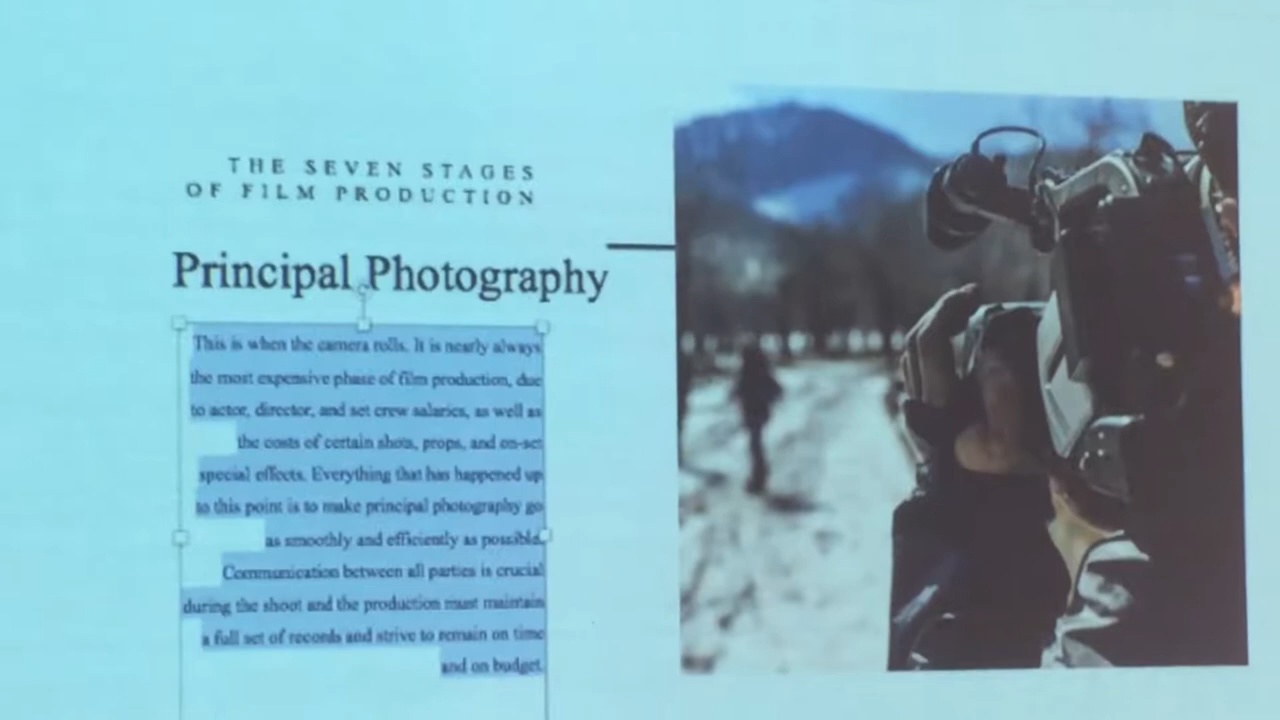 THE SEVEN STAGES
OF FILM PRODUCTION
Principal Photography
This is when the camera rolls. It is nearly always
the most expensive phase of film production, due
to actor, director, and set crew salaries, as well as
the costs of certain shots, props, and on-set
special effects. Everything that has happened up
to this point is to make principal photography go
as smoothly and efficiently as possible.
Communication between all parties is crucial
during the shoot and the production must maintain
a full set of records and strive to remain on time
and on budget.